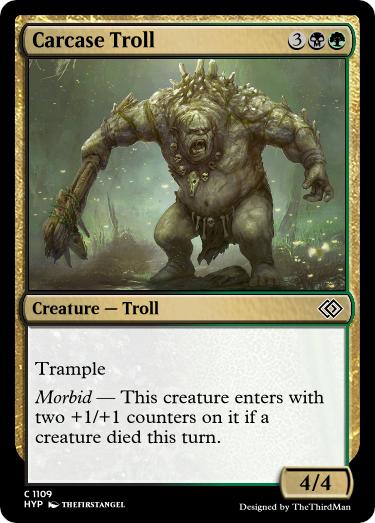 Carcase Troll 3
Creature — Troll
Trample
Morbid — This creature enters with
two +1/+1 counters on it if a
creature died this turn.
4/4
C 1109
HYP THEFIRSTANGEL
Designed by TheThirdMan